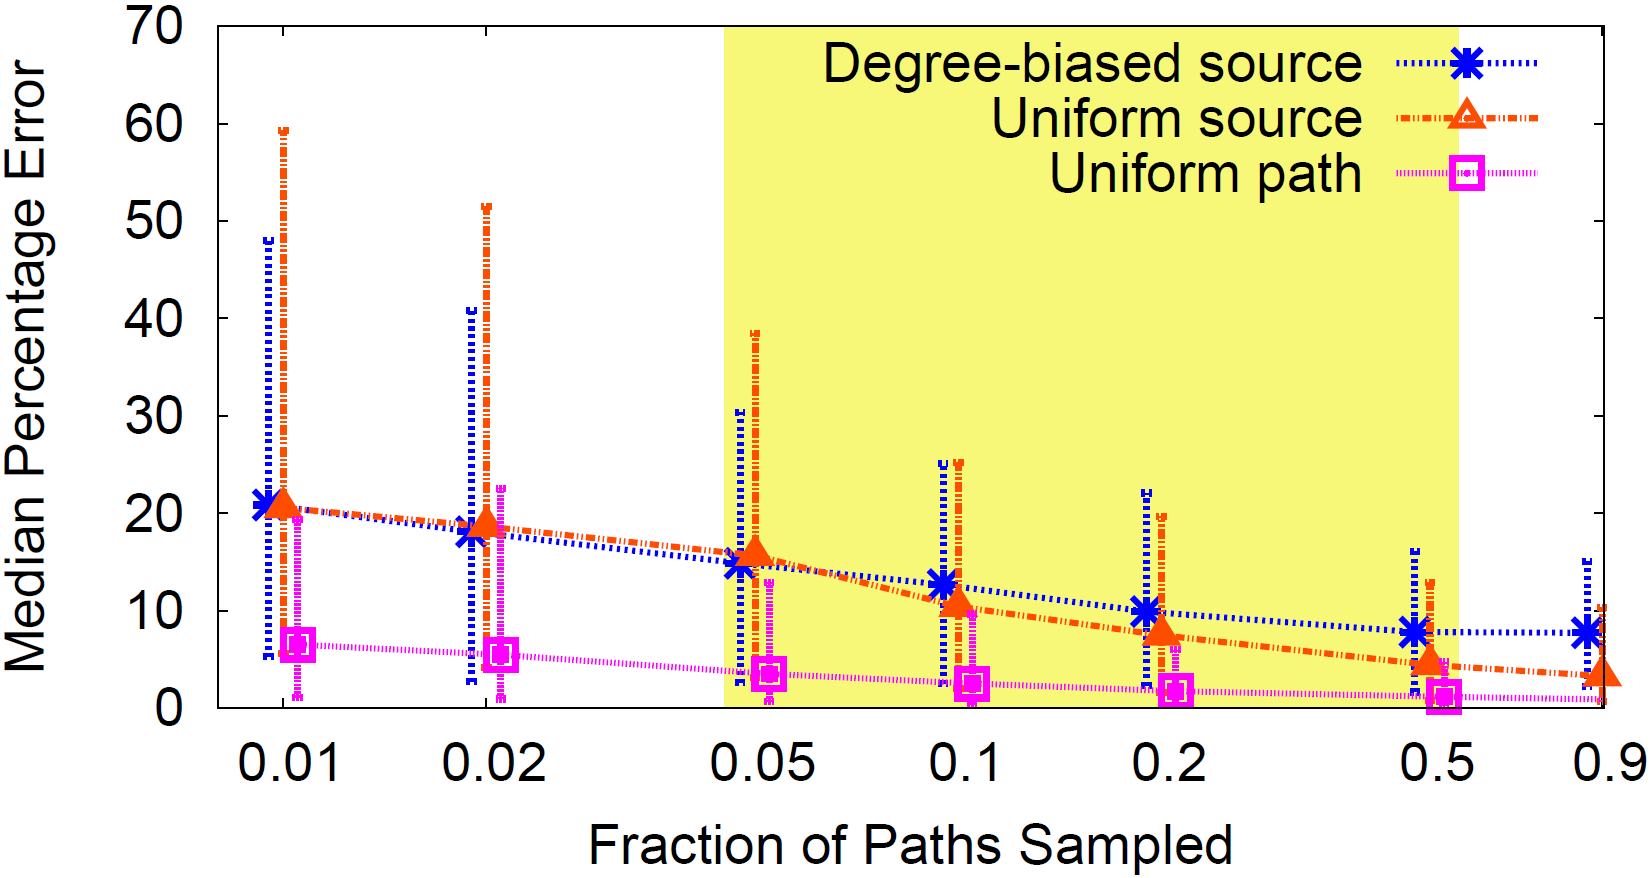 Median Percentage Error
70
60
50
40
30
20
10
0
Degree-biased source
Uniform source
Uniform path
0.01 0.02 0.05 0.1 0.2 0.5 0.9
Fraction of Paths Sampled